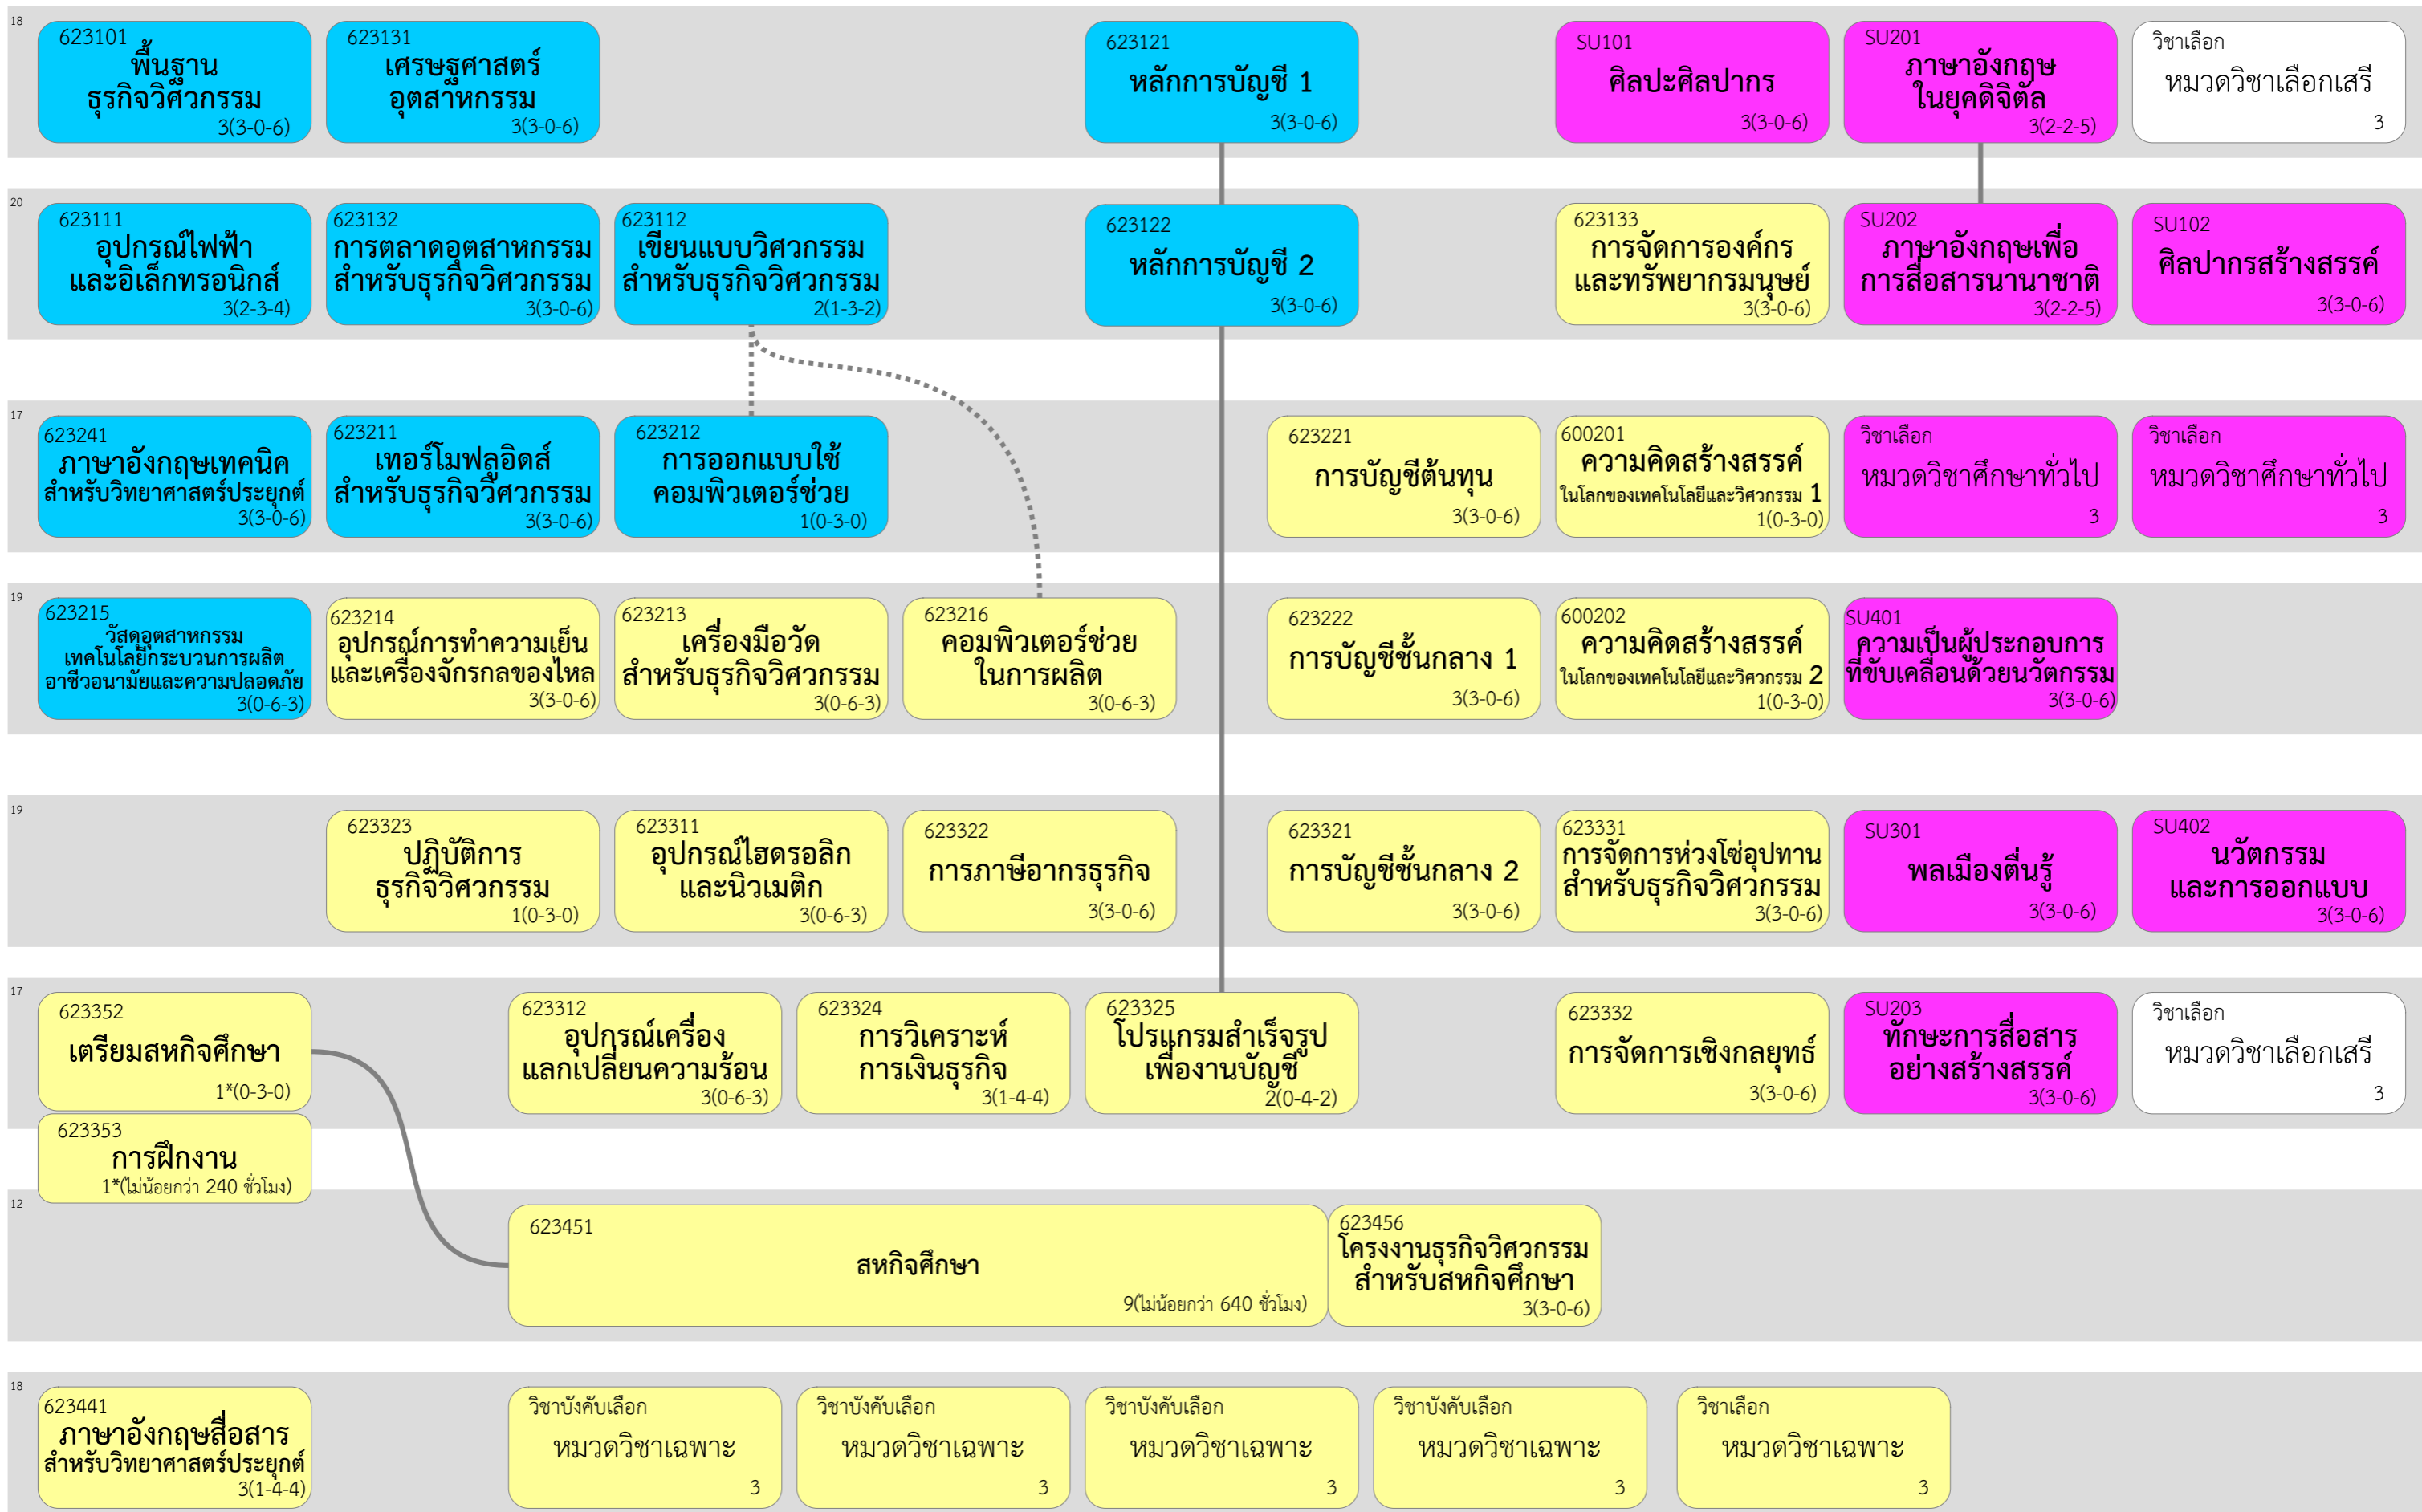 18
623101
พื้นฐาน
ธุรกิจวิศวกรรม
3(3-0-6)
623131
เศรษฐศาสตร์
อุตสาหกรรม
3(3-0-6)
623121
หลักการบัญชี 1
3(3-0-6)
SU101
ศิลปะศิลปากร
3(3-0-6)
SU201
ภาษาอังกฤษ
ในยุคดิจิตัล
3(2-2-5)
วิชาเลือก
หมวดวิชาเลือกเสรี
3
20
623111
อุปกรณ์ไฟฟ้า
และอิเล็กทรอนิกส์
3(2-3-4)
623132
การตลาดอุตสาหกรรม
สำหรับธุรกิจวิศวกรรม
3(3-0-6)
623112
เขียนแบบวิศวกรรม
สำหรับธุรกิจวิศวกรรม
2(1-3-2)
623122
หลักการบัญชี 2
3(3-0-6)
623133
การจัดการองค์กร
และทรัพยากรมนุษย์
3(3-0-6)
SU202
ภาษาอังกฤษเพื่อ
การสื่อสารนานาชาติ
3(2-2-5)
SU102
ศิลปากรสร้างสรรค์
3(3-0-6)
17
623241
ภาษาอังกฤษเทคนิค
สำหรับวิทยาศาสตร์ประยุกต์
3(3-0-6)
623211
เทอร์โมฟลูอิดส์
สำหรับธุรกิจวิศวกรรม
3(3-0-6)
623212
การออกแบบใช้
คอมพิวเตอร์ช่วย
1(0-3-0)
623221
การบัญชีต้นทุน
3(3-0-6)
600201
ความคิดสร้างสรรค์
ในโลกของเทคโนโลยีและวิศวกรรม 1
1(0-3-0)
วิชาเลือก
หมวดวิชาศึกษาทั่วไป
3
วิชาเลือก
หมวดวิชาศึกษาทั่วไป
3
19
623215
วัสดุอุตสาหกรรม
เทคโนโลยีกระบวนการผลิต
อาชีวอนามัยและความปลอดภัย
3(0-6-3)
623214
อุปกรณ์การทำความเย็น
และเครื่องจักรกลของไหล
3(3-0-6)
623213
เครื่องมือวัด
สำหรับธุรกิจวิศวกรรม
3(0-6-3)
623216
คอมพิวเตอร์ช่วย
ในการผลิต
3(0-6-3)
623222
การบัญชีชั้นกลาง 1
3(3-0-6)
600202
ความคิดสร้างสรรค์
ในโลกของเทคโนโลยีและวิศวกรรม 2
1(0-3-0)
SU401
ความเป็นผู้ประกอบการ
ที่ขับเคลื่อนด้วยนวัตกรรม
3(3-0-6)
19
623323
ปฏิบัติการ
ธุรกิจวิศวกรรม
1(0-3-0)
623311
อุปกรณ์ไฮดรอลิก
และนิวเมติก
3(0-6-3)
623322
การภาษีอากรธุรกิจ
3(3-0-6)
623321
การบัญชีชั้นกลาง 2
3(3-0-6)
623331
การจัดการห่วงโซ่อุปทาน
สำหรับธุรกิจวิศวกรรม
3(3-0-6)
SU301
พลเมืองตื่นรู้
3(3-0-6)
SU402
นวัตกรรม
และการออกแบบ
3(3-0-6)
17
623352
เตรียมสหกิจศึกษา
1*(0-3-0)
623312
อุปกรณ์เครื่อง
แลกเปลี่ยนความร้อน
3(0-6-3)
623324
การวิเคราะห์
การเงินธุรกิจ
3(1-4-4)
623325
โปรแกรมสำเร็จรูป
เพื่องานบัญชี
2(0-4-2)
623332
การจัดการเชิงกลยุทธ์
3(3-0-6)
SU203
ทักษะการสื่อสาร
อย่างสร้างสรรค์
3(3-0-6)
วิชาเลือก
หมวดวิชาเลือกเสรี
3
623353
การฝึกงาน
1*(ไม่น้อยกว่า 240 ชั่วโมง)
12
623451
สหกิจศึกษา
9(ไม่น้อยกว่า 640 ชั่วโมง)
623456
โครงงานธุรกิจวิศวกรรม
สำหรับสหกิจศึกษา
3(3-0-6)
18
623441
ภาษาอังกฤษสื่อสาร
สำหรับวิทยาศาสตร์ประยุกต์
3(1-4-4)
วิชาบังคับเลือก
หมวดวิชาเฉพาะ
3
วิชาบังคับเลือก
หมวดวิชาเฉพาะ
3
วิชาบังคับเลือก
หมวดวิชาเฉพาะ
3
วิชาบังคับเลือก
หมวดวิชาเฉพาะ
3
วิชาเลือก
หมวดวิชาเฉพาะ
3